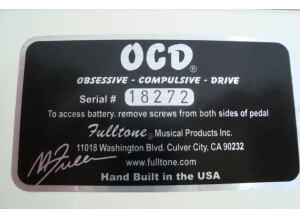 OCD®
OBSESSIVE - COMPULSIVE - DRIVE
Serial # 18272
To access battery, remove screws from both sides of pedal
Fulltone® Musical Products Inc.
11018 Washington Blvd. Culver City, CA 90232
www.fulltone.com
M Fuller
Hand Built in the USA